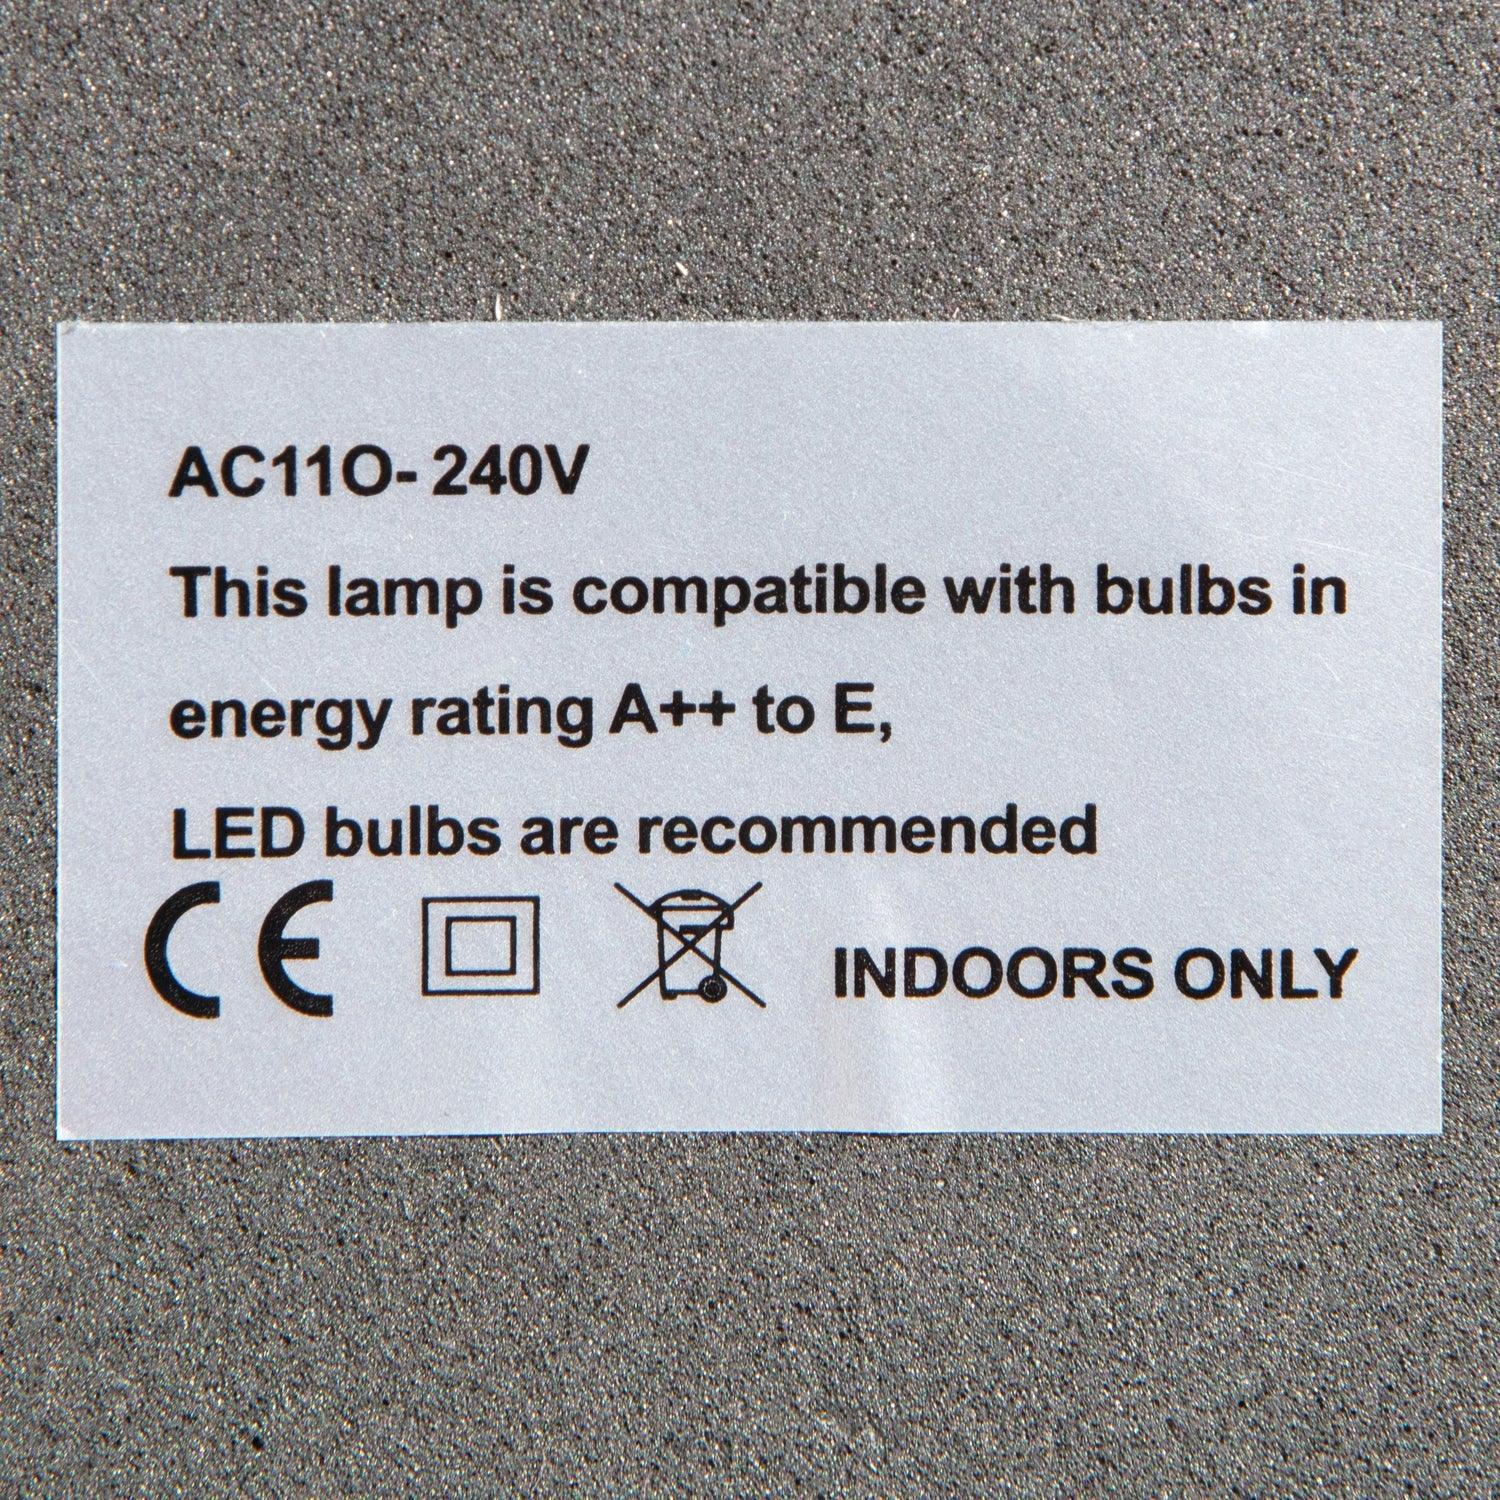 AC11O- 240V
This lamp is compatible with bulbs in
energy rating A++ to E,
LED bulbs are recommended
CE INDOORS ONLY